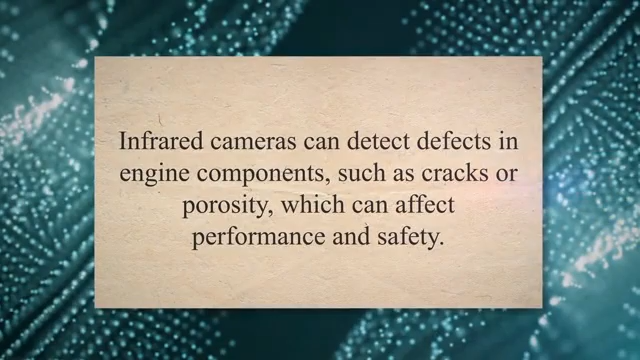 Infrared cameras can detect defects in
engine components, such as cracks or
porosity, which can affect
performance and safety.